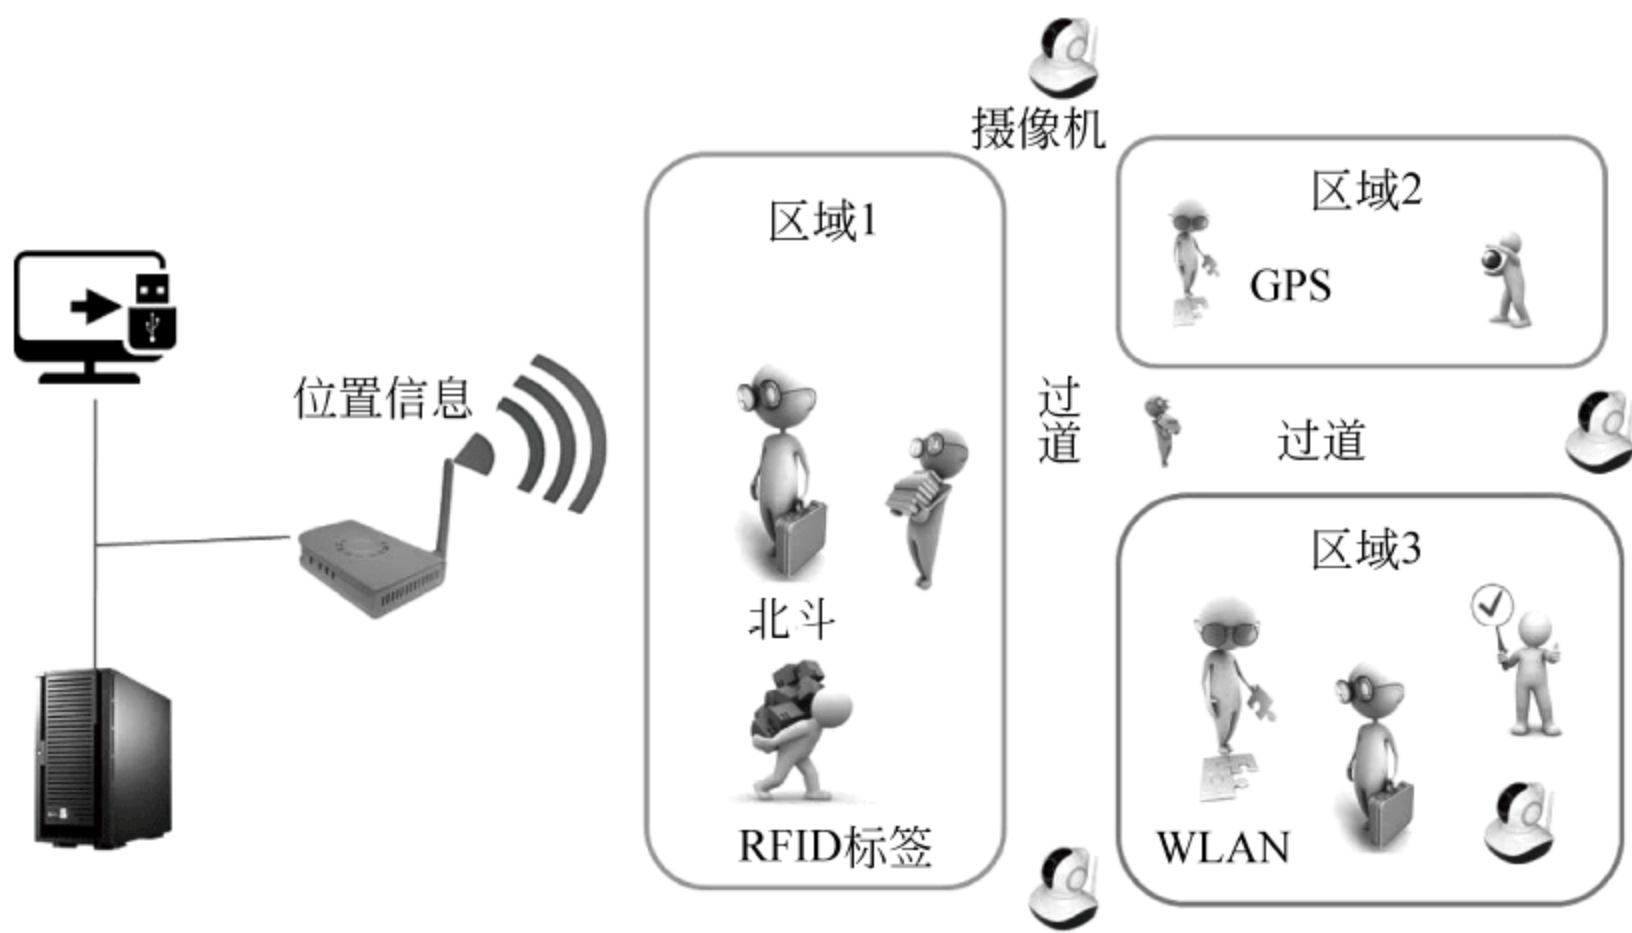 摄像机
区域1
区域2
GPS
位置信息
过道
过道
北斗
区域3
RFID标签
WLAN